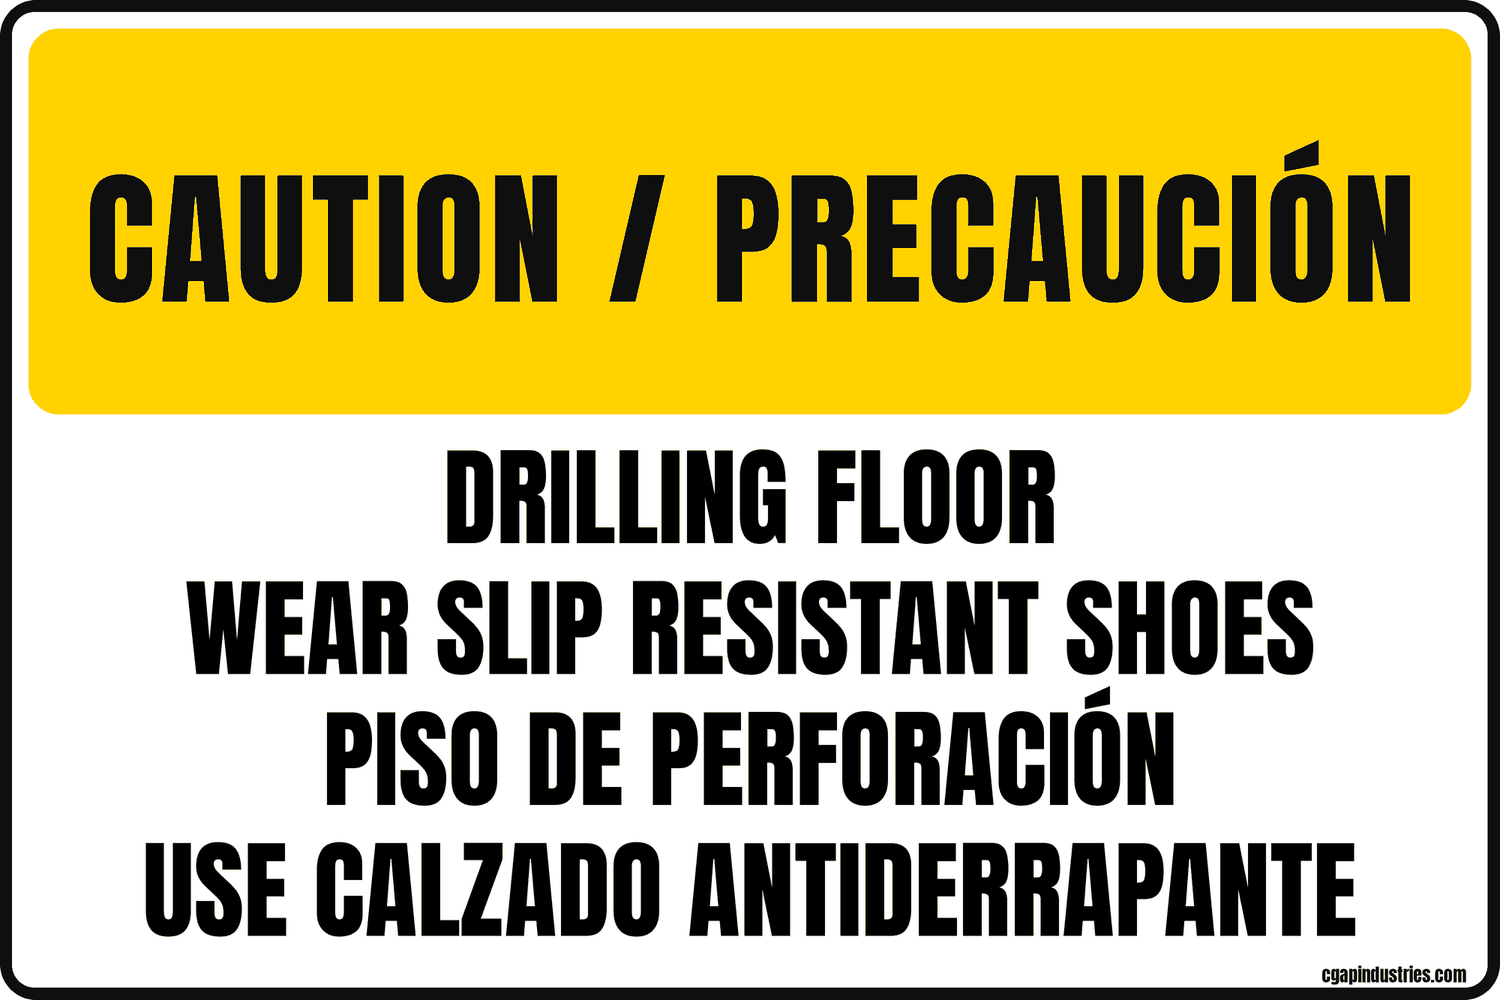 CAUTION / PRECAUCIÓN
DRILLING FLOOR
WEAR SLIP RESISTANT SHOES
PISO DE PERFORACIÓN
USE CALZADO ANTIDERRAPANTE
cgapindustries.com